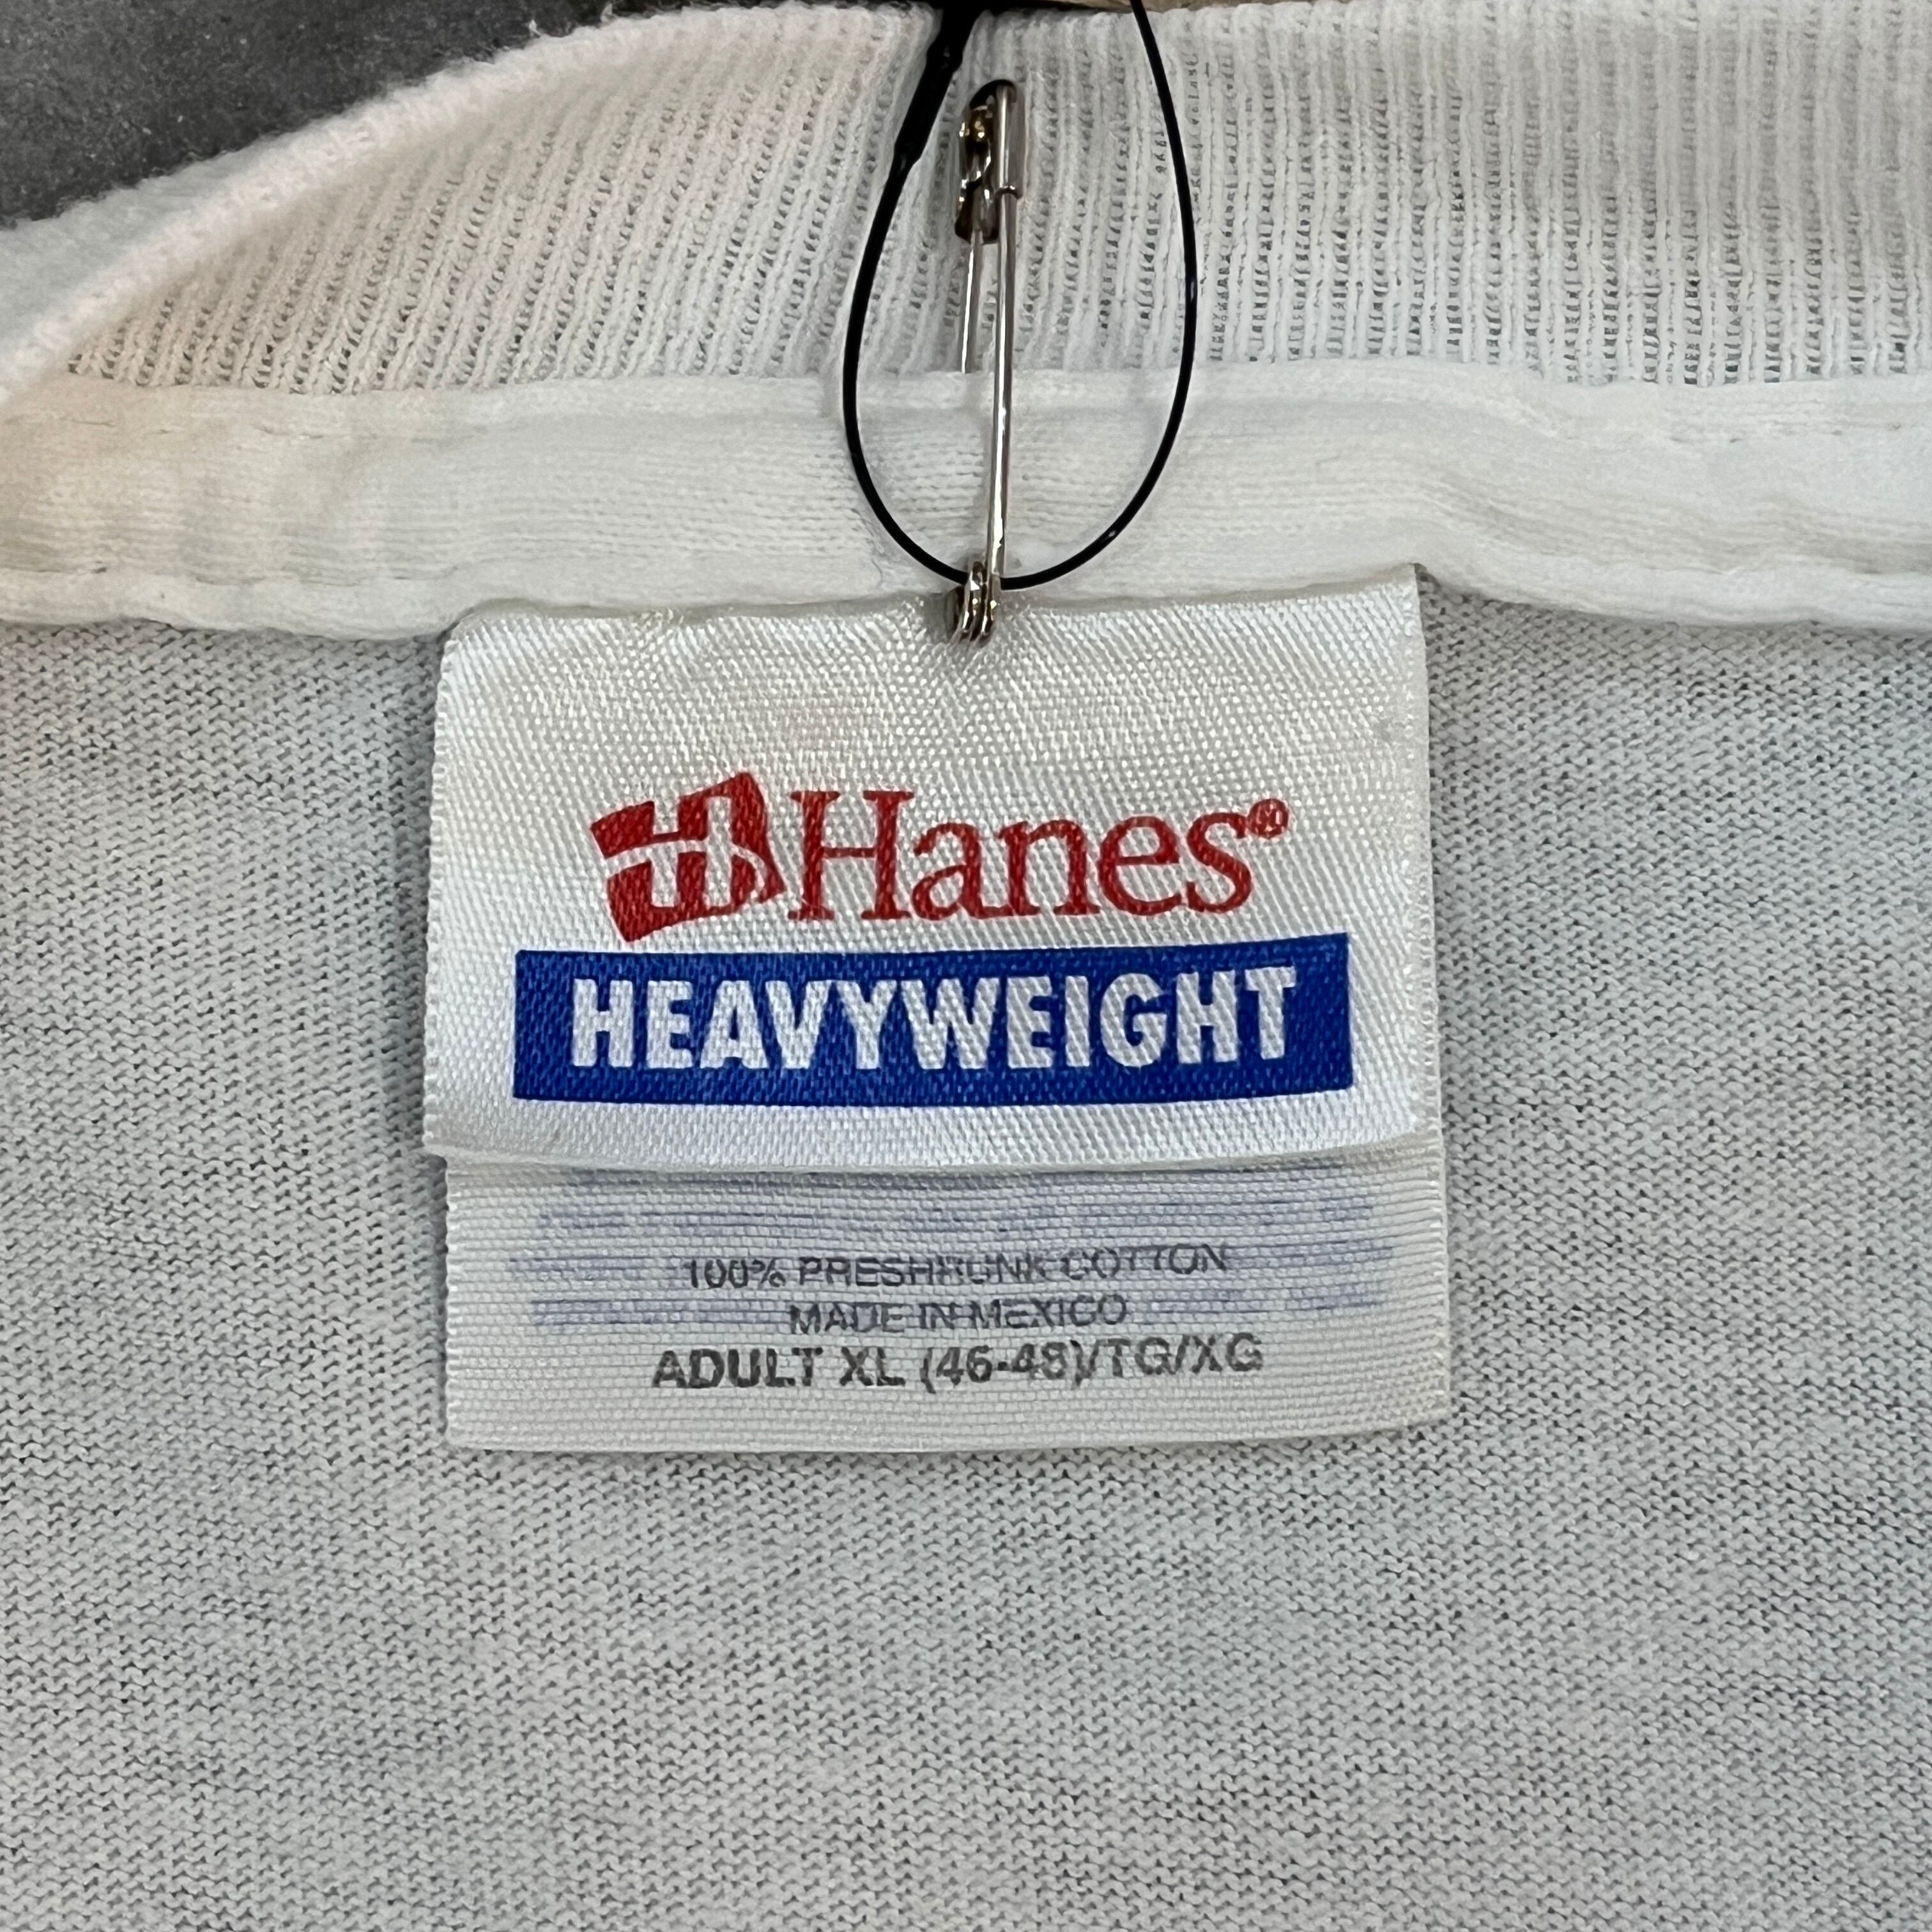 H Hanes®
HEAVYWEIGHT
100% PRESHRUNK COTTON
MADE IN MEXICO
ADULT XL (46-48)/TG/XG